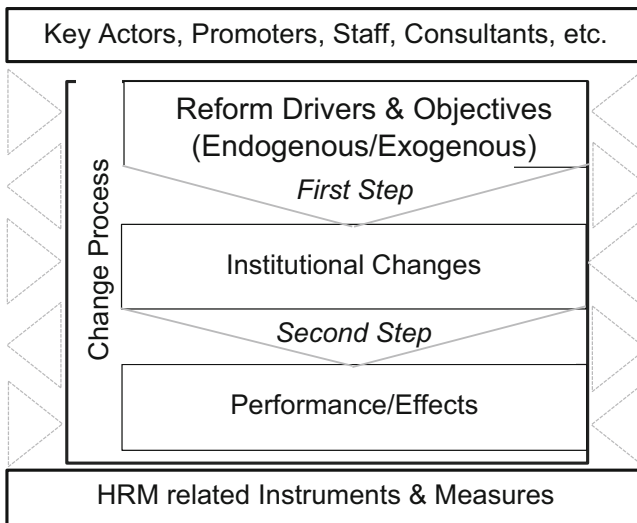 Key Actors, Promoters, Staff, Consultants, etc.
Change Process
Reform Drivers & Objectives
(Endogenous/Exogenous)
First Step
Institutional Changes
Second Step
Performance/Effects
HRM related Instruments & Measures